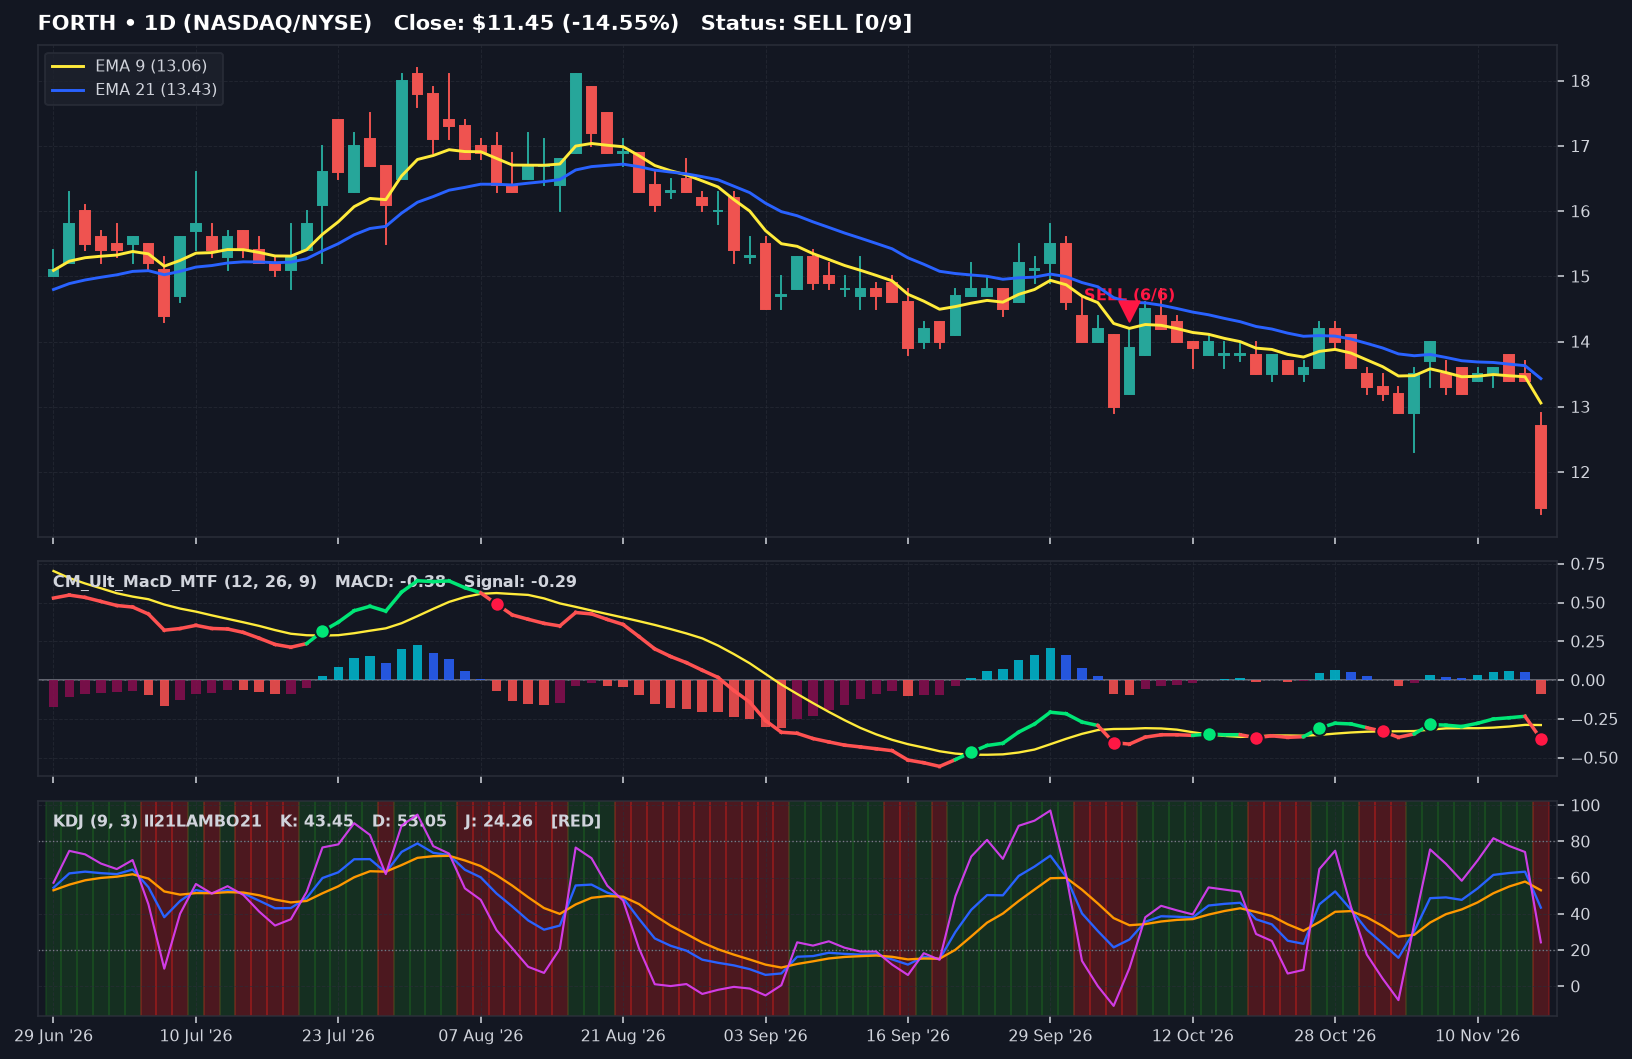 FORTH • 1D (NASDAQ/NYSE)   Close: $11.45 (-14.55%)   Status: SELL [0/9]
EMA 9 (13.06)
EMA 21 (13.43)
18
17
16
15
14
13
12
SELL (6/6)
CM_Ult_MacD_MTF (12, 26, 9)   MACD: -0.38   Signal: -0.29
0.75
0.50
0.25
0.00
−0.25
−0.50
KDJ (9, 3) II21LAMBO21   K: 43.45   D: 53.05   J: 24.26   [RED]
100
80
60
40
20
0
29 Jun '26   10 Jul '26   23 Jul '26   07 Aug '26   21 Aug '26   03 Sep '26   16 Sep '26   29 Sep '26   12 Oct '26   28 Oct '26   10 Nov '26